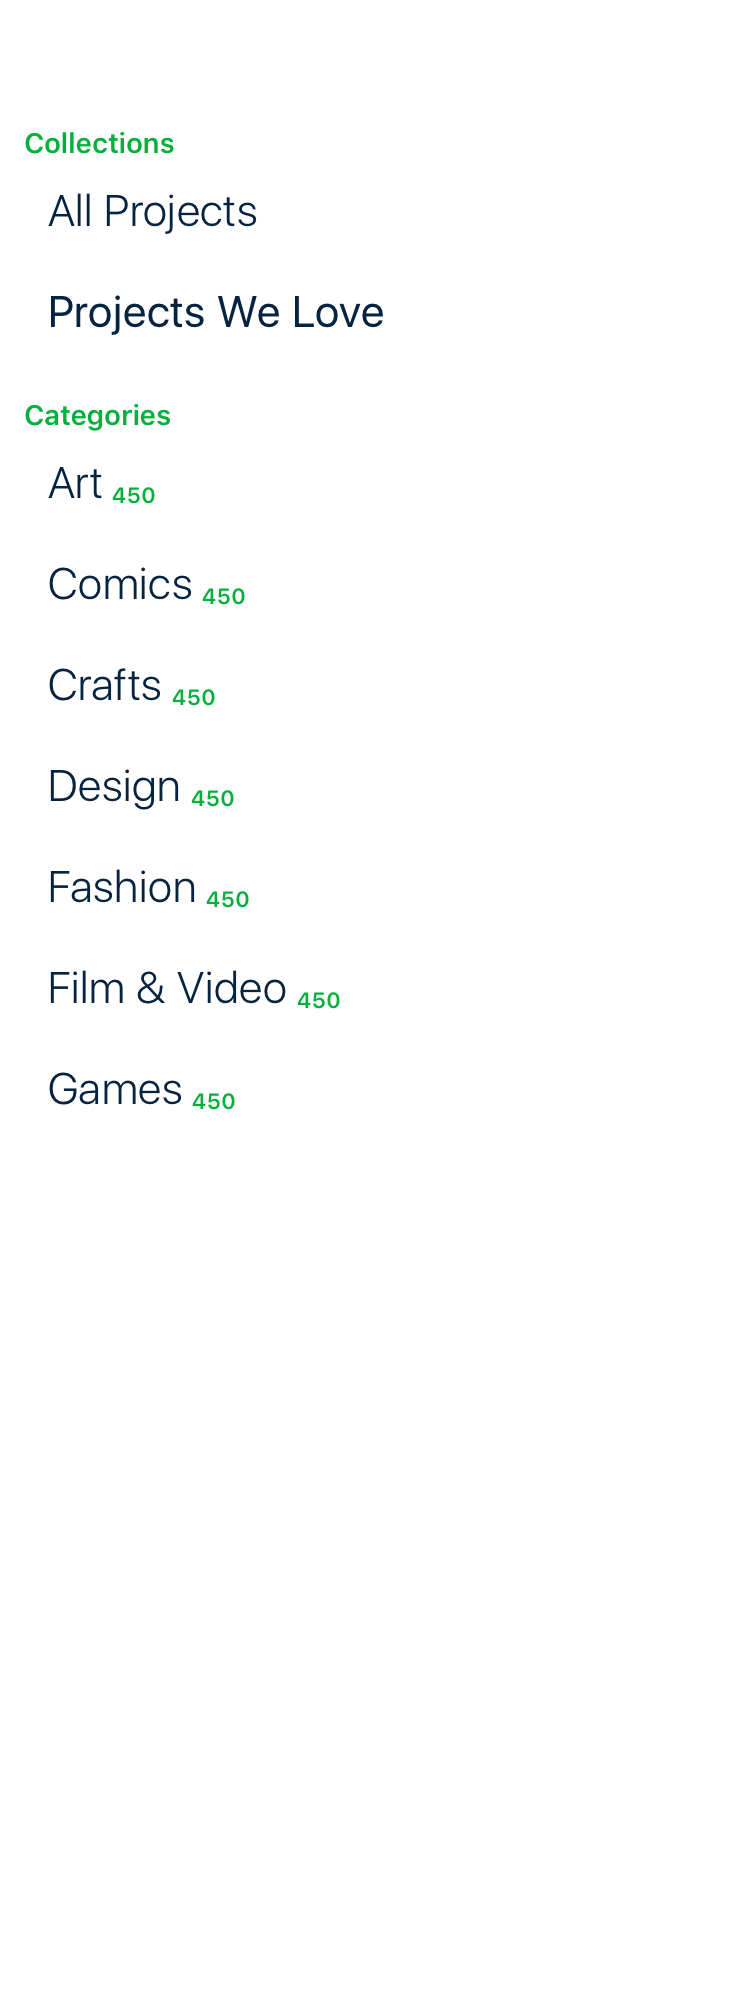 Collections
All Projects
Projects We Love
Categories
Art 450
Comics 450
Crafts 450
Design 450
Fashion 450
Film & Video 450
Games 450